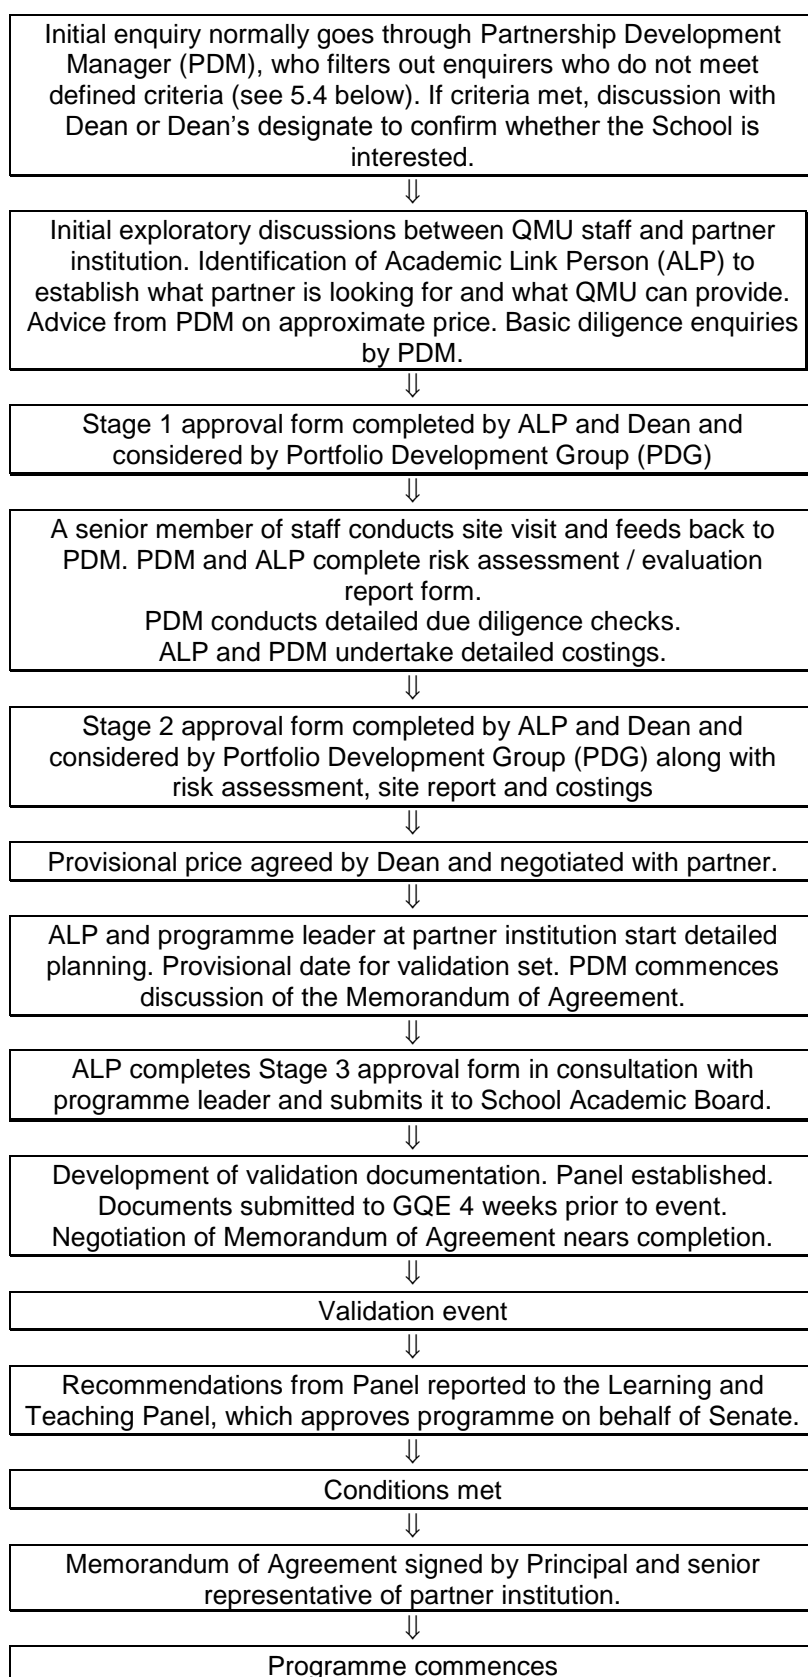 Initial enquiry normally goes through Partnership Development
Manager (PDM), who filters out enquirers who do not meet
defined criteria (see 5.4 below). If criteria met, discussion with
Dean or Dean’s designate to confirm whether the School is
interested.
⇓
Initial exploratory discussions between QMU staff and partner
institution. Identification of Academic Link Person (ALP) to
establish what partner is looking for and what QMU can provide.
Advice from PDM on approximate price. Basic diligence enquiries
by PDM.
⇓
Stage 1 approval form completed by ALP and Dean and
considered by Portfolio Development Group (PDG)
⇓
A senior member of staff conducts site visit and feeds back to
PDM. PDM and ALP complete risk assessment / evaluation
report form.
PDM conducts detailed due diligence checks.
ALP and PDM undertake detailed costings.
⇓
Stage 2 approval form completed by ALP and Dean and
considered by Portfolio Development Group (PDG) along with
risk assessment, site report and costings
⇓
Provisional price agreed by Dean and negotiated with partner.
⇓
ALP and programme leader at partner institution start detailed
planning. Provisional date for validation set. PDM commences
discussion of the Memorandum of Agreement.
⇓
ALP completes Stage 3 approval form in consultation with
programme leader and submits it to School Academic Board.
⇓
Development of validation documentation. Panel established.
Documents submitted to GQE 4 weeks prior to event.
Negotiation of Memorandum of Agreement nears completion.
⇓
Validation event
⇓
Recommendations from Panel reported to the Learning and
Teaching Panel, which approves programme on behalf of Senate.
⇓
Conditions met
⇓
Memorandum of Agreement signed by Principal and senior
representative of partner institution.
⇓
Programme commences